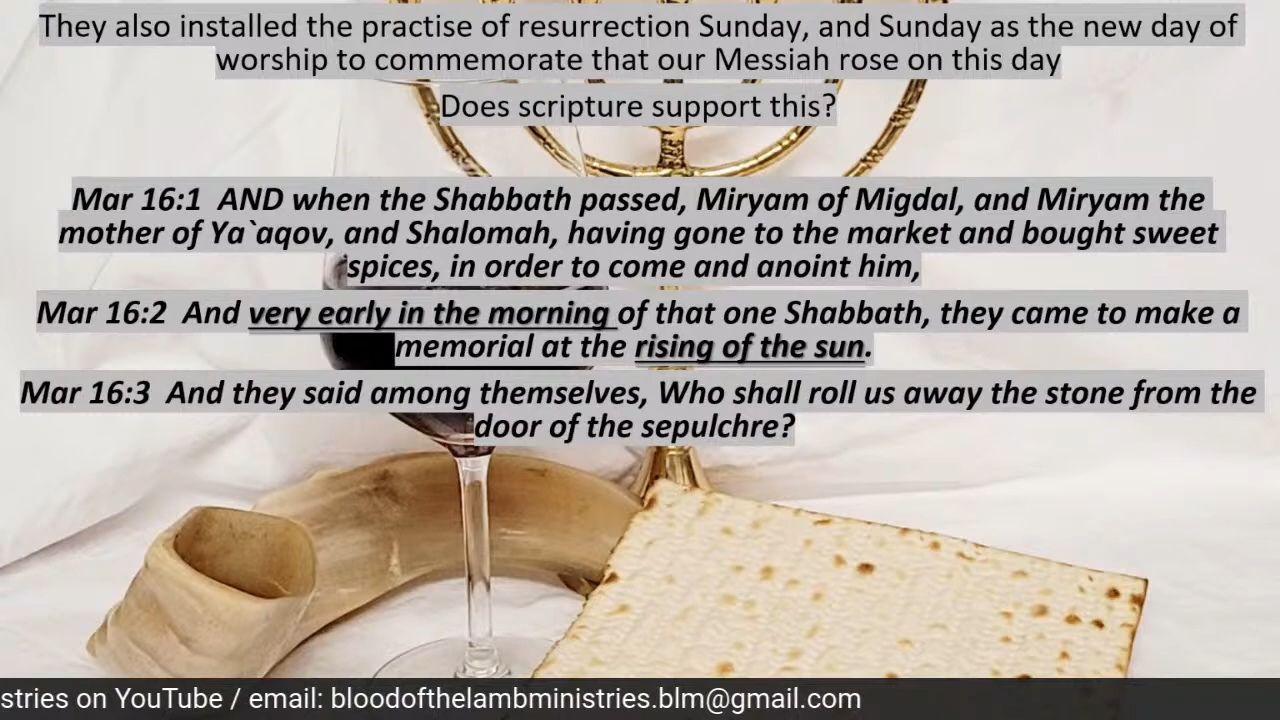 They also installed the practise of resurrection Sunday, and Sunday as the new day of
worship to commemorate that our Messiah rose on this day
Does scripture support this?
Mar 16:1 AND when the Shabbath passed, Miryam of Migdal, and Miryam the
mother of Ya`aqov, and Shalomah, having gone to the market and bought sweet
spices, in order to come and anoint him,
Mar 16:2 And very early in the morning of that one Shabbath, they came to make a
memorial at the rising of the sun.
Mar 16:3 And they said among themselves, Who shall roll us away the stone from the
door of the sepulchre?
stries on YouTube / email: bloodofthelambministries.blm@gmail.com